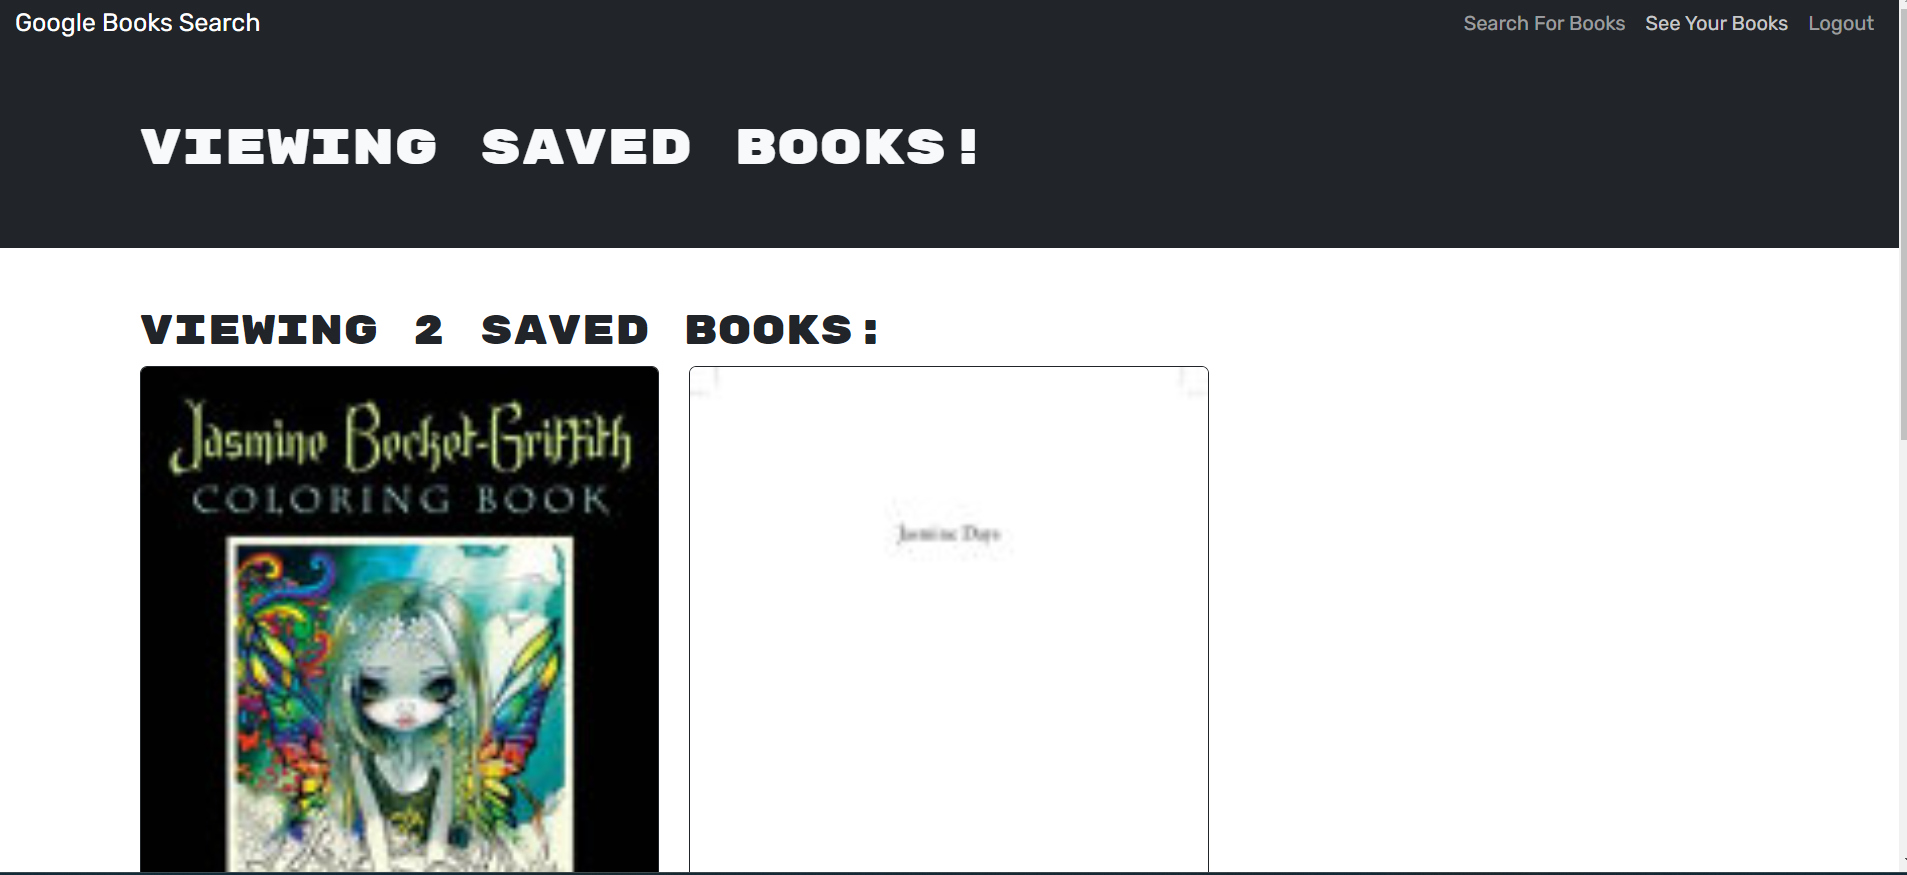 Google Books Search
Search For Books See Your Books Logout
VIEWING SAVED BOOKS!
VIEWING 2 SAVED BOOKS:
Jasmine Becket-Griffith
COLORING BOOK
Jasmine Days